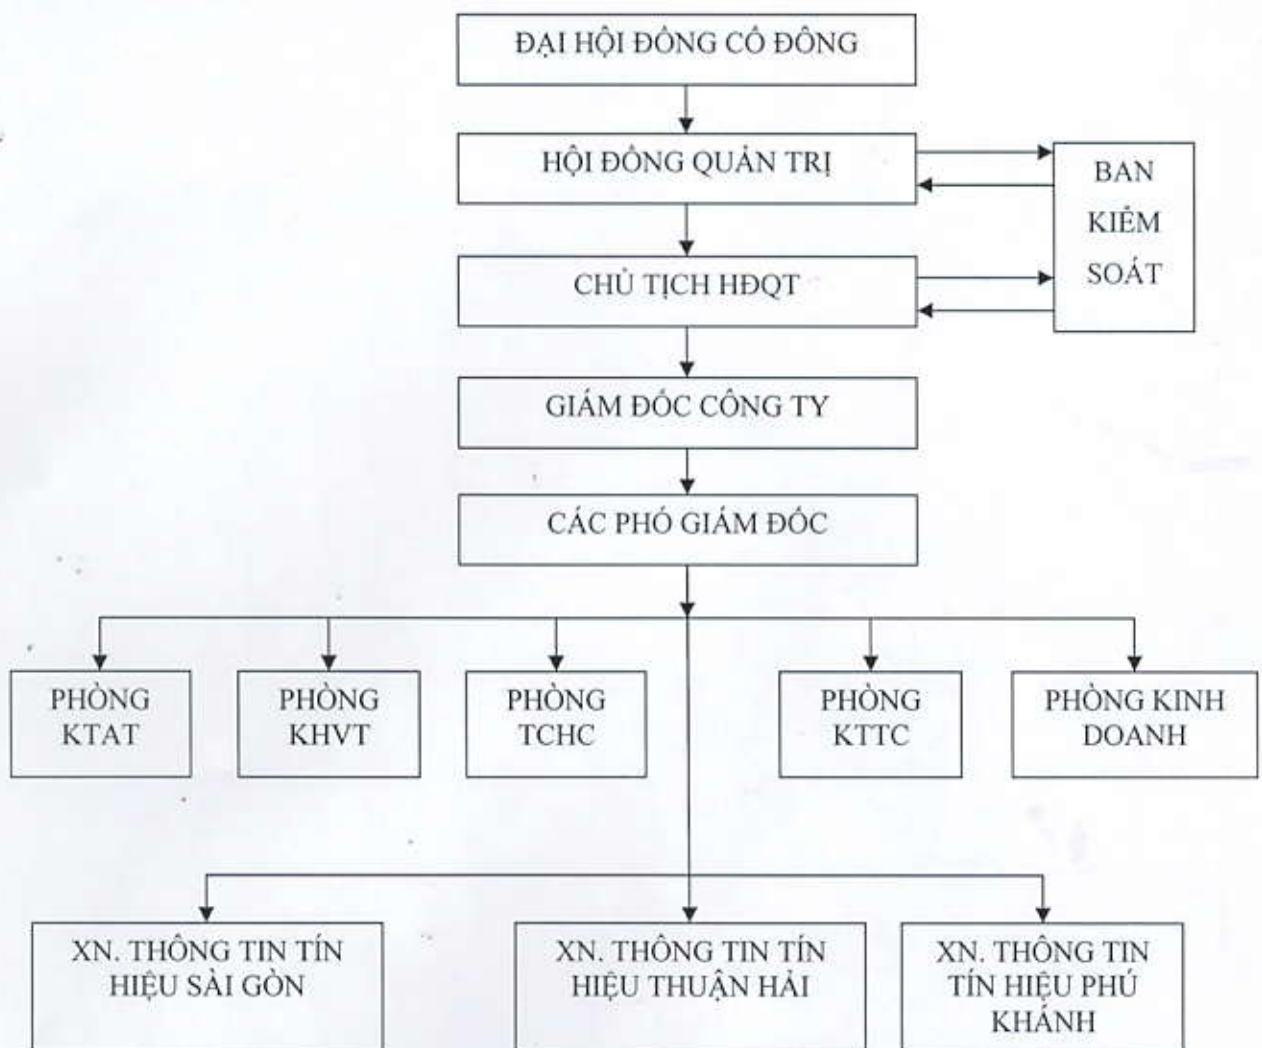 ĐẠI HỘI ĐỒNG CỔ ĐÔNG
HỘI ĐỒNG QUẢN TRỊ
BAN
KIỂM
SOÁT
CHỦ TỊCH HĐQT
GIÁM ĐỐC CÔNG TY
CÁC PHÓ GIÁM ĐỐC
PHÒNG
KTAT
PHÒNG
KHVT
PHÒNG
TCHC
PHÒNG
KTTC
PHÒNG KINH
DOANH
XN. THÔNG TIN TÍN
HIỆU SÀI GÒN
XN. THÔNG TIN TÍN
HIỆU THUẬN HẢI
XN. THÔNG TIN
TÍN HIỆU PHÚ
KHÁNH